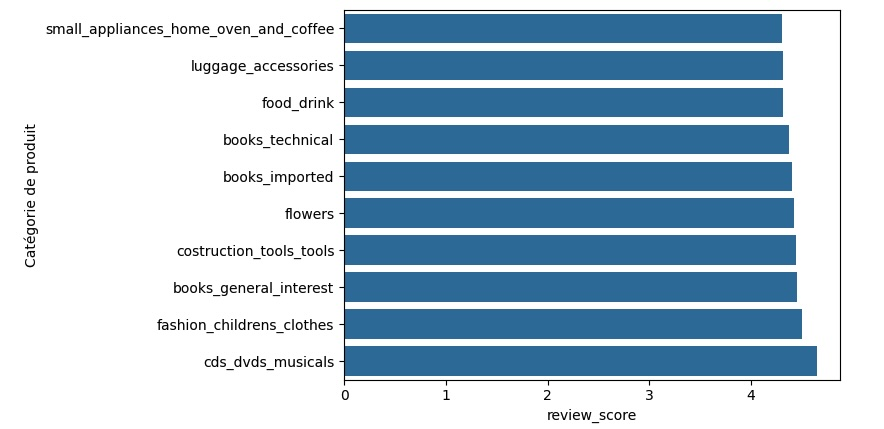 small_appliances_home_oven_and_coffee
luggage_accessories
food_drink
books_technical
books_imported
flowers
costruction_tools_tools
books_general_interest
fashion_childrens_clothes
cds_dvds_musicals
Catégorie de produit
0 1 2 3 4
review_score